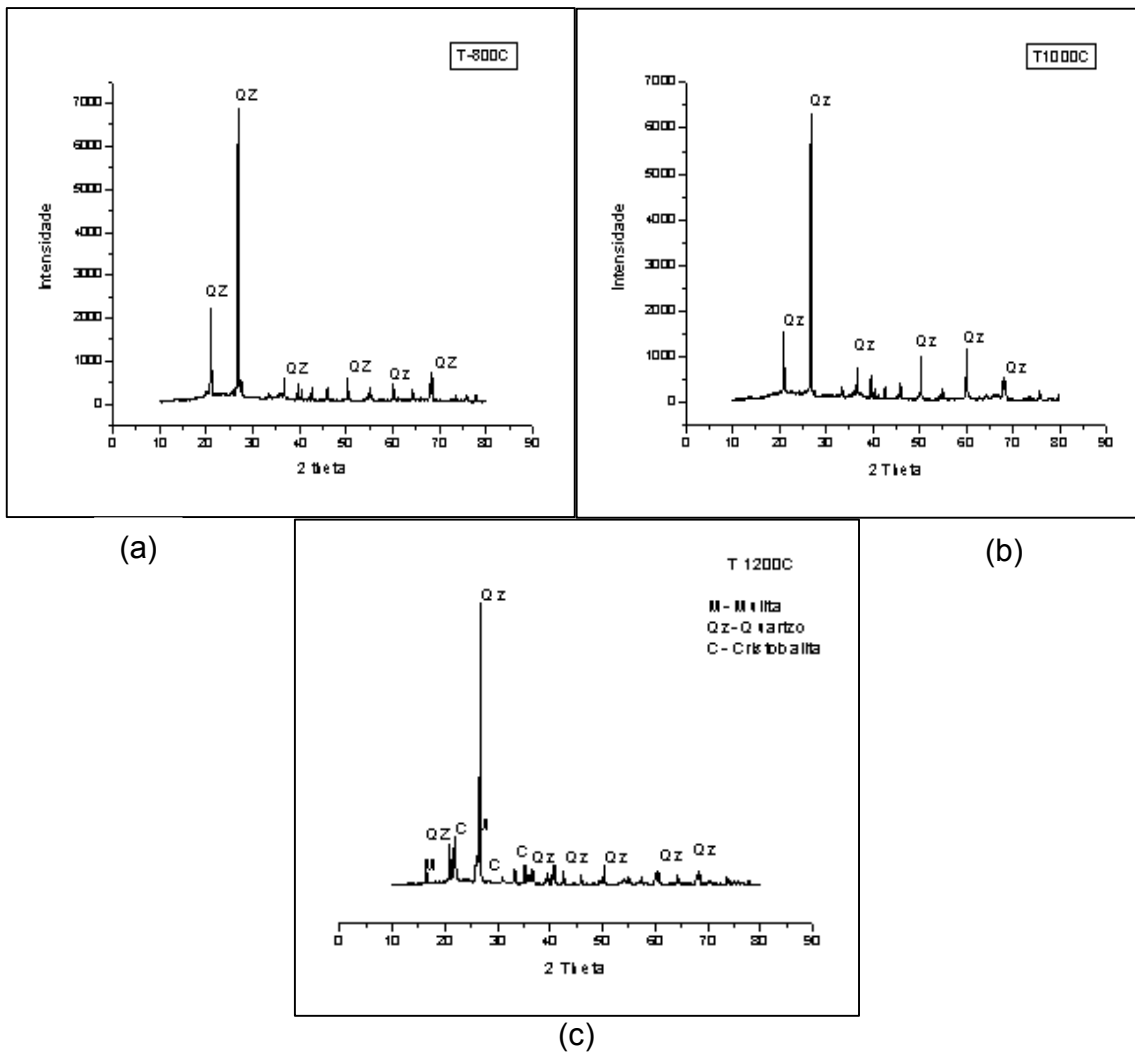 T-800C
QZ
7000
6000
5000
4000
3000
2000
1000
0
Intensidade
QZ
QZ
QZ
Qz
QZ
0 10 20 30 40 50 60 70 80 90
2 theta
(a)
T1000C
Qz
7000
6000
5000
4000
3000
2000
1000
0
Intensidade
Qz
Qz
Qz
Qz
Qz
0 10 20 30 40 50 60 70 80 90
2 Theta
(b)
T 1200C
M - Mulita
Qz - Quartzo
C - Cristobalita
Qz
M
QZ
C
M
C
C
Qz
Qz
Qz
Qz
Qz
0 10 20 30 40 50 60 70 80 90
2 Theta
(c)